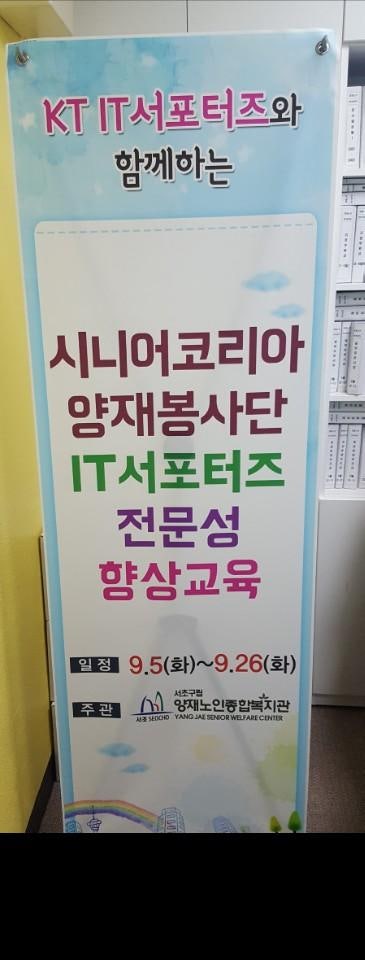 KT IT서포터즈와
함께하는
시니어코리아
양재봉사단
IT서포터즈
전문성
향상교육
일정 9.5(화)~9.26(화)
주관 서초 SEOCHO 서초구립
양재노인종합복지관
YANG JAE SENIOR WELFARE CENTER